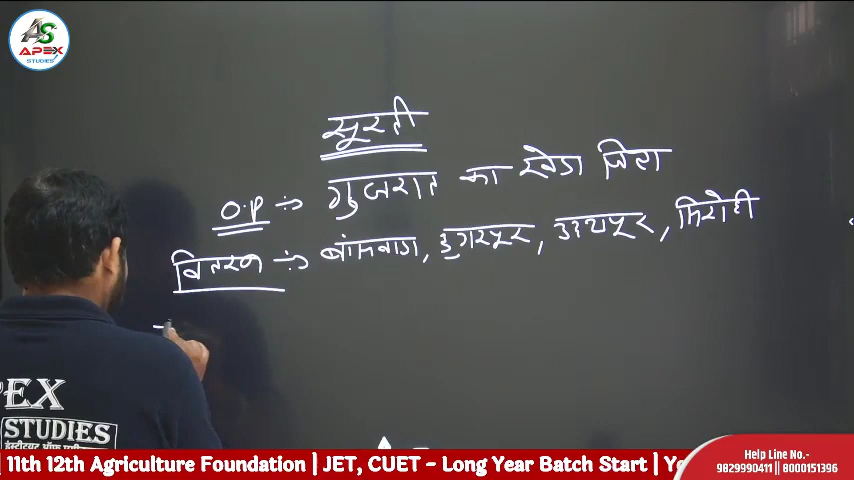 AS
APEX
STUDIES
सूरती
O.P ÷ गुजरात का खेडा जिला
वितरण ÷ बांसवाडा, डुंगरपूर, उदयपूर, सिरोही
PEX
STUDIES
11th 12th Agriculture Foundation | JET, CUET - Long Year Batch Start |
Help Line No.-
9829990411 || 8000151396